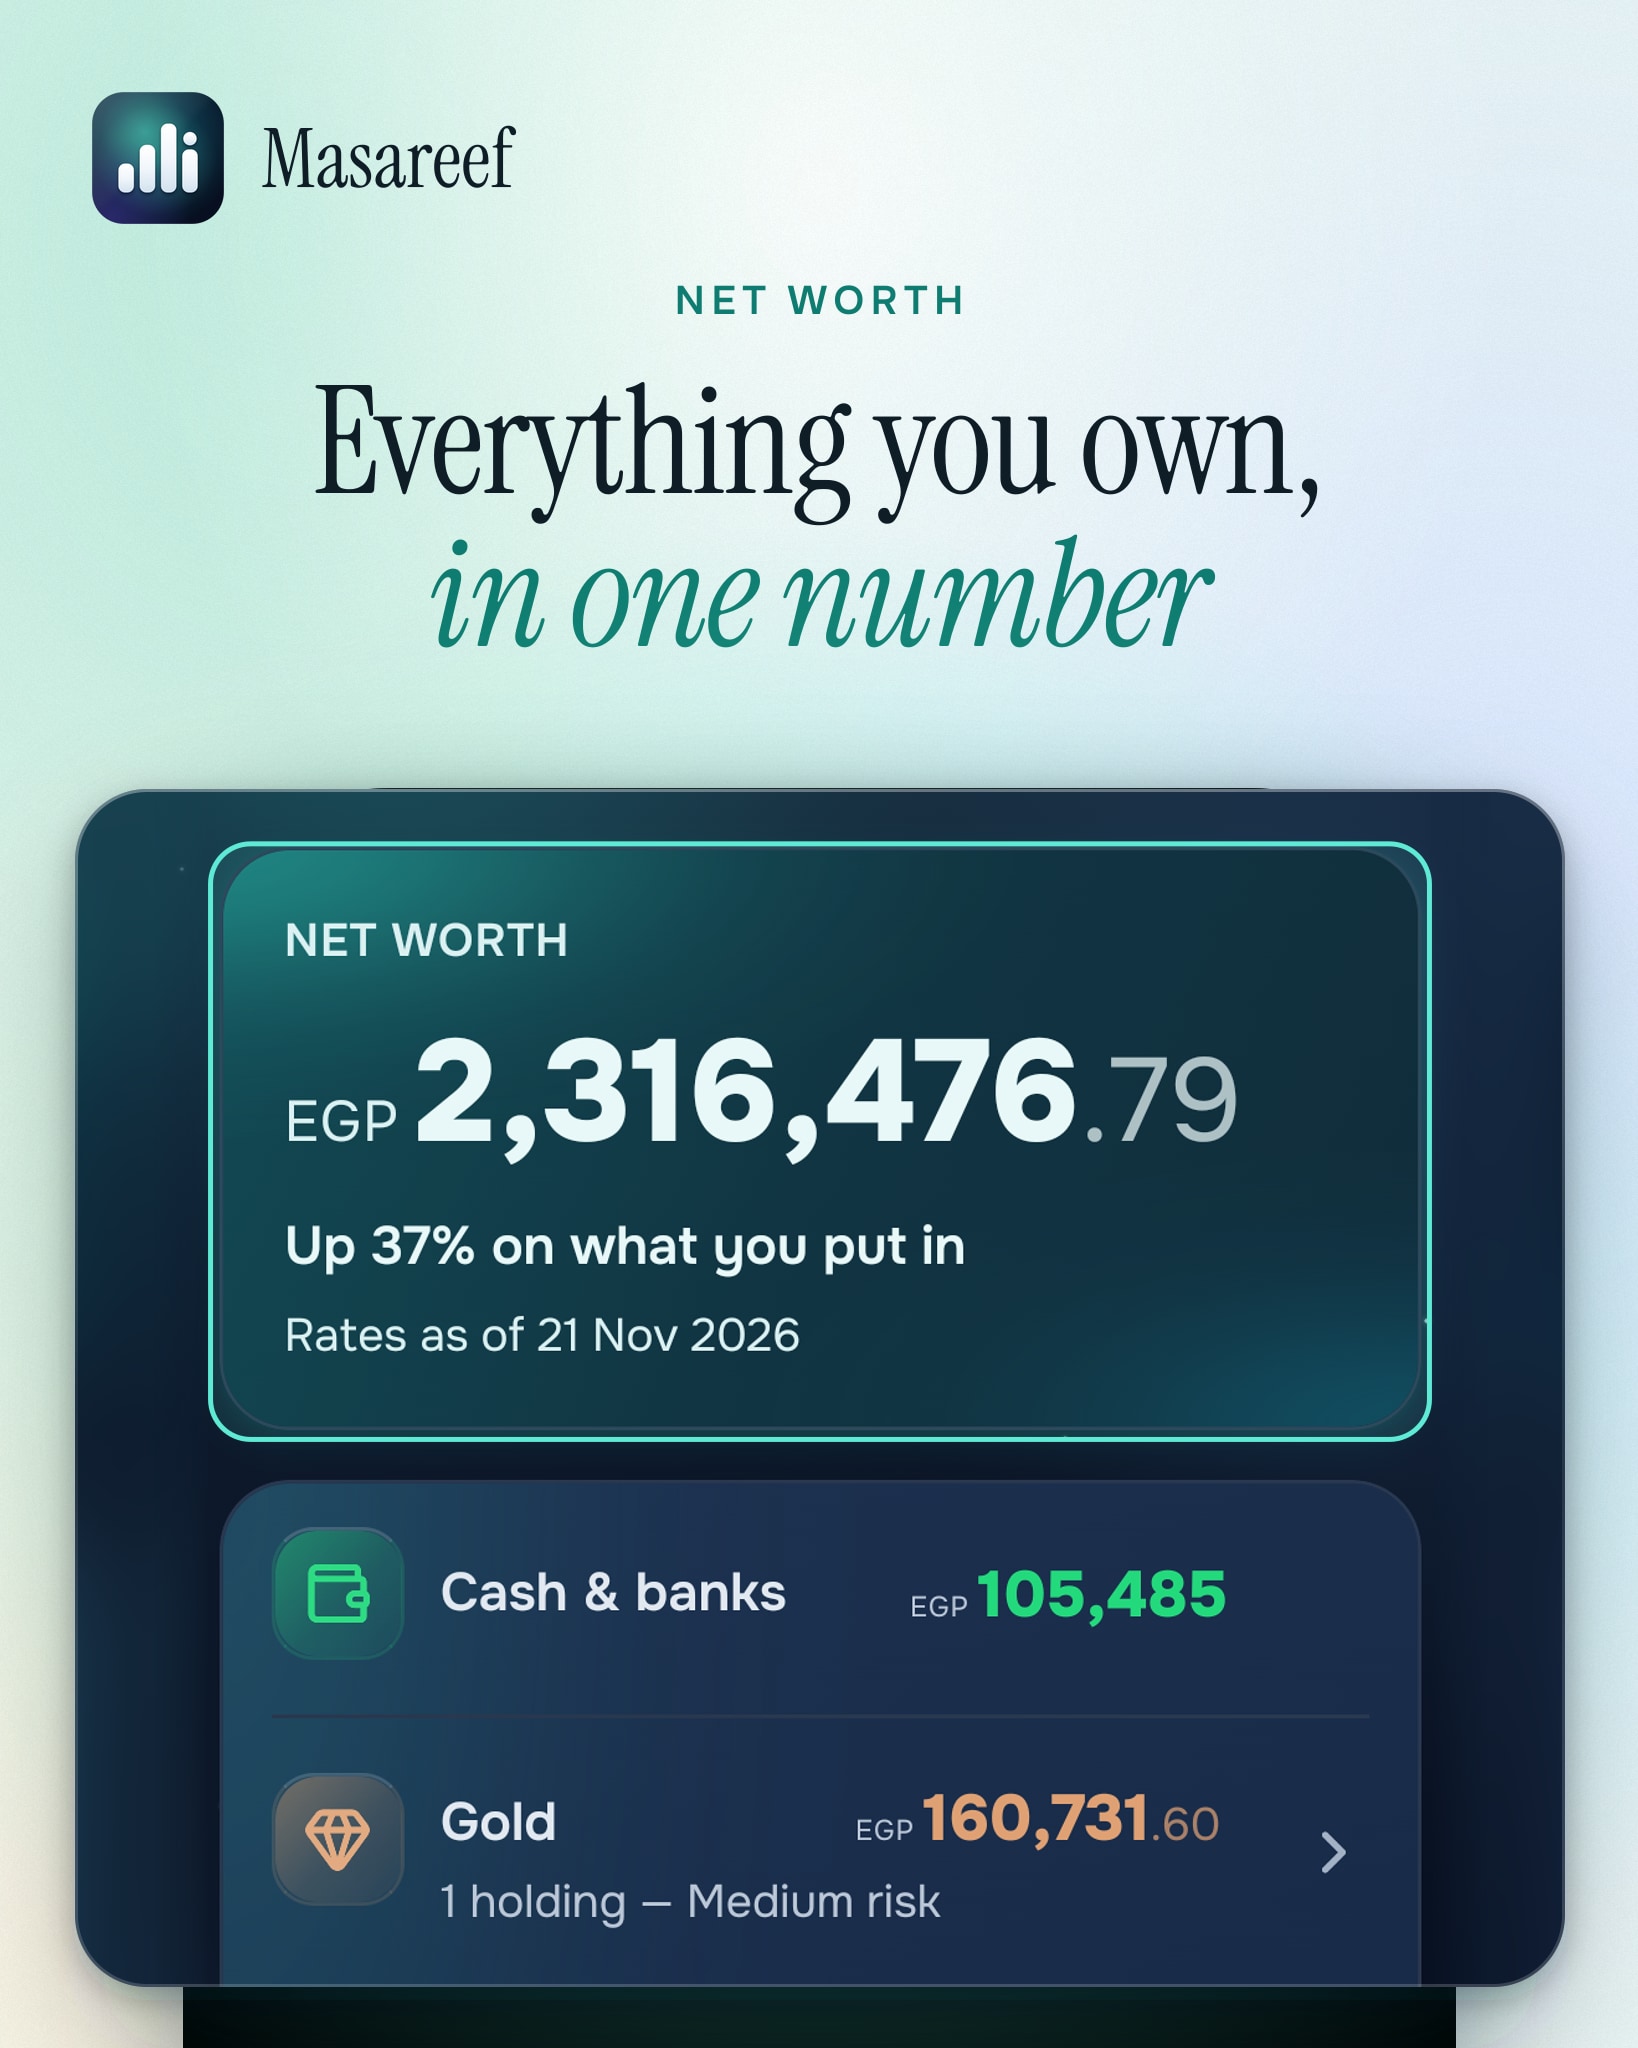 Masareef
NET WORTH
Everything you own,
in one number
NET WORTH
EGP 2,316,476.79
Up 37% on what you put in
Rates as of 21 Nov 2026
Cash & banks EGP 105,485
Gold EGP 160,731.60
1 holding — Medium risk